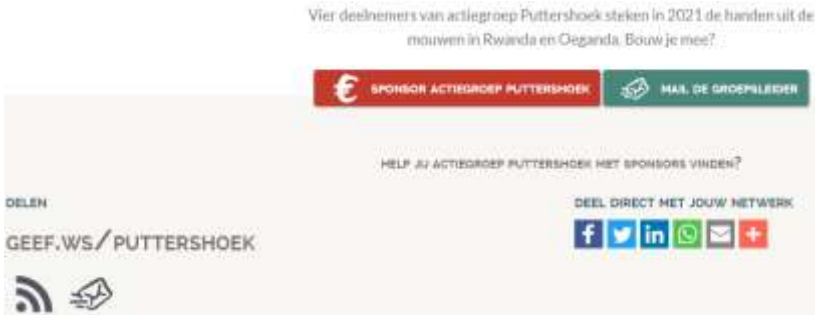 Vier deelnemers van actiegroep Puttershoek steken in 2021 de handen uit de
mouwen in Rwanda en Oeganda. Bouw je mee?
€ SPONSOR ACTIEGROEP PUTTERSHOEK
MAIL DE GROEPSLEIDER
HELP JIJ ACTIEGROEP PUTTERSHOEK MET SPONSORS VINDEN?
DELEN
DEEL DIRECT MET JOUW NETWERK
GEEF.WS/PUTTERSHOEK